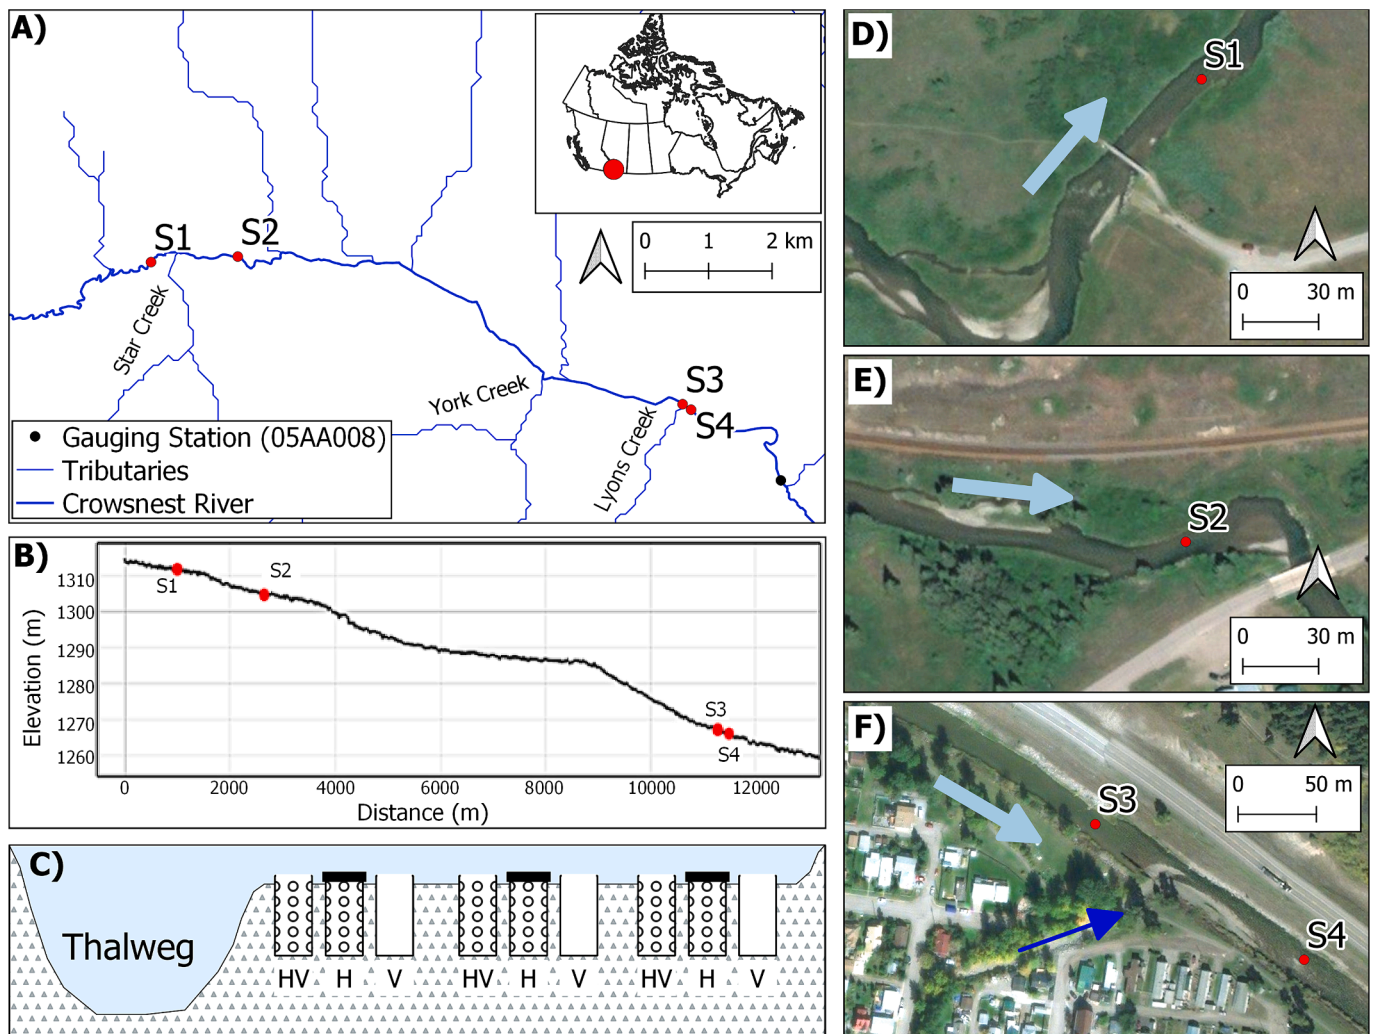 A)
S1
S2
0 1 2 km
Star Creek
York Creek
Lyons Creek
S3
S4
Gauging Station (05AA008)
Tributaries
Crowsnest River
B)
Elevation (m)
1310
1300
1290
1280
1270
1260
S1
S2
S3
S4
0 2000 4000 6000 8000 10000 12000
Distance (m)
C)
Thalweg
HV H V HV H V HV H V
D)
S1
0 30 m
E)
S2
0 30 m
F)
S3
S4
0 50 m